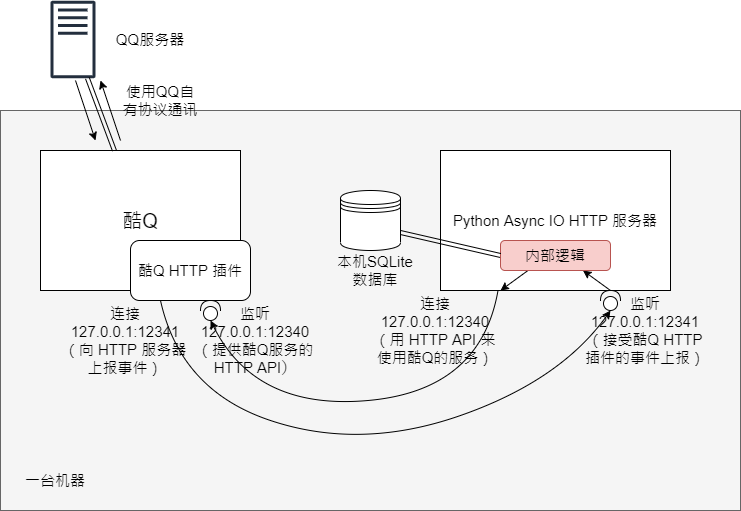 QQ服务器
使用QQ自
有协议通讯
酷Q
Python Async IO HTTP 服务器
酷Q HTTP 插件
本机SQLite
数据库
内部逻辑
连接
127.0.0.1:12341
（向 HTTP 服务器
上报事件）
监听
127.0.0.1:12340
（提供酷Q服务的
HTTP API）
连接
127.0.0.1:12340
（用 HTTP API 来
使用酷Q的服务）
监听
127.0.0.1:12341
（接受酷Q HTTP
插件的事件上报）
一台机器